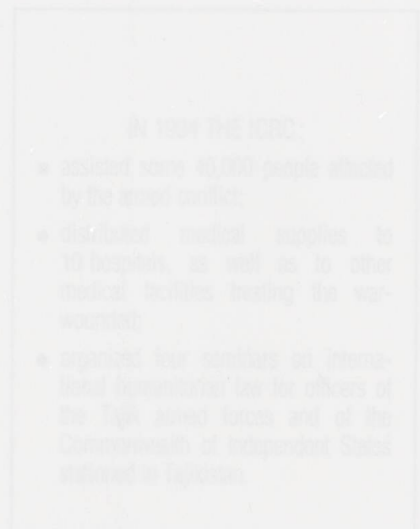 IN 1994 THE ICRC:
• assisted some 40,000 people affected
by the armed conflict;
• distributed medical supplies to
10 hospitals, as well as to other
medical facilities treating the war-
wounded;
• organized four seminars on interna-
tional humanitarian law for officers of
the Tajik armed forces and of the
Commonwealth of Independent States
stationed in Tajikistan.